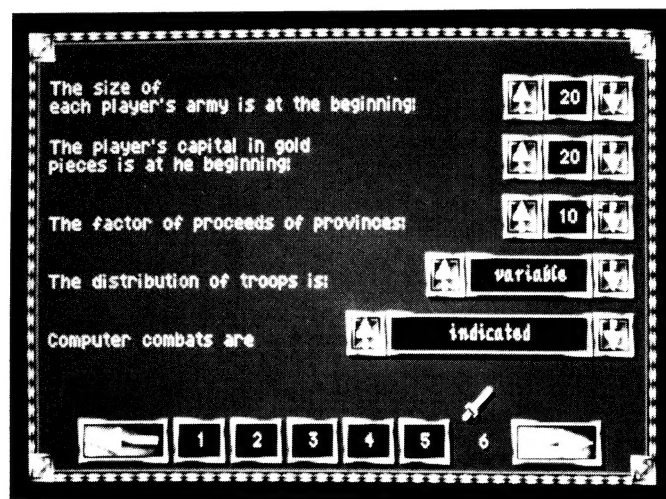 The size of
each player's army is at the beginning: 20
The player's capital in gold
pieces is at he beginning: 20
The factor of proceeds of provinces: 10
The distribution of troops is: variable
Computer combats are indicated
1 2 3 4 5 6